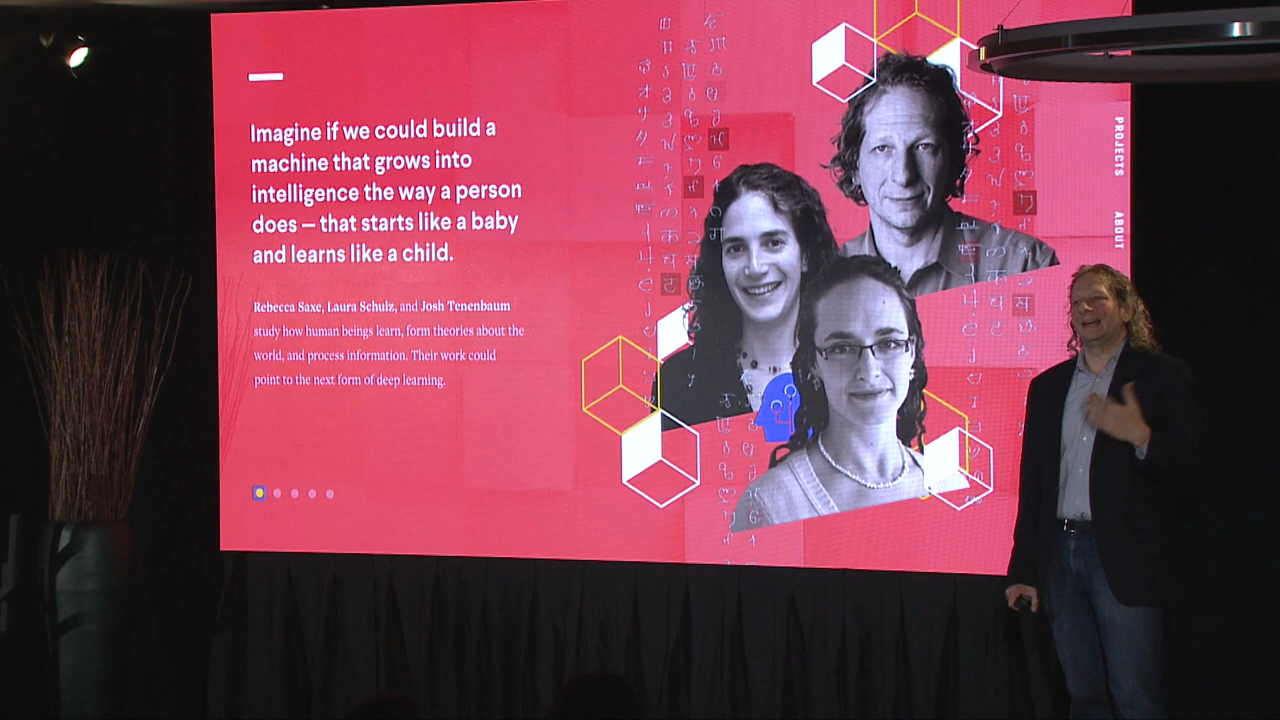 Imagine if we could build a
machine that grows into
intelligence the way a person
does — that starts like a baby
and learns like a child.
Rebecca Saxe, Laura Schulz, and Josh Tenenbaum
study how human beings learn, form theories about the
world, and process information. Their work could
point to the next form of deep learning.
PROJECTS
ABOUT